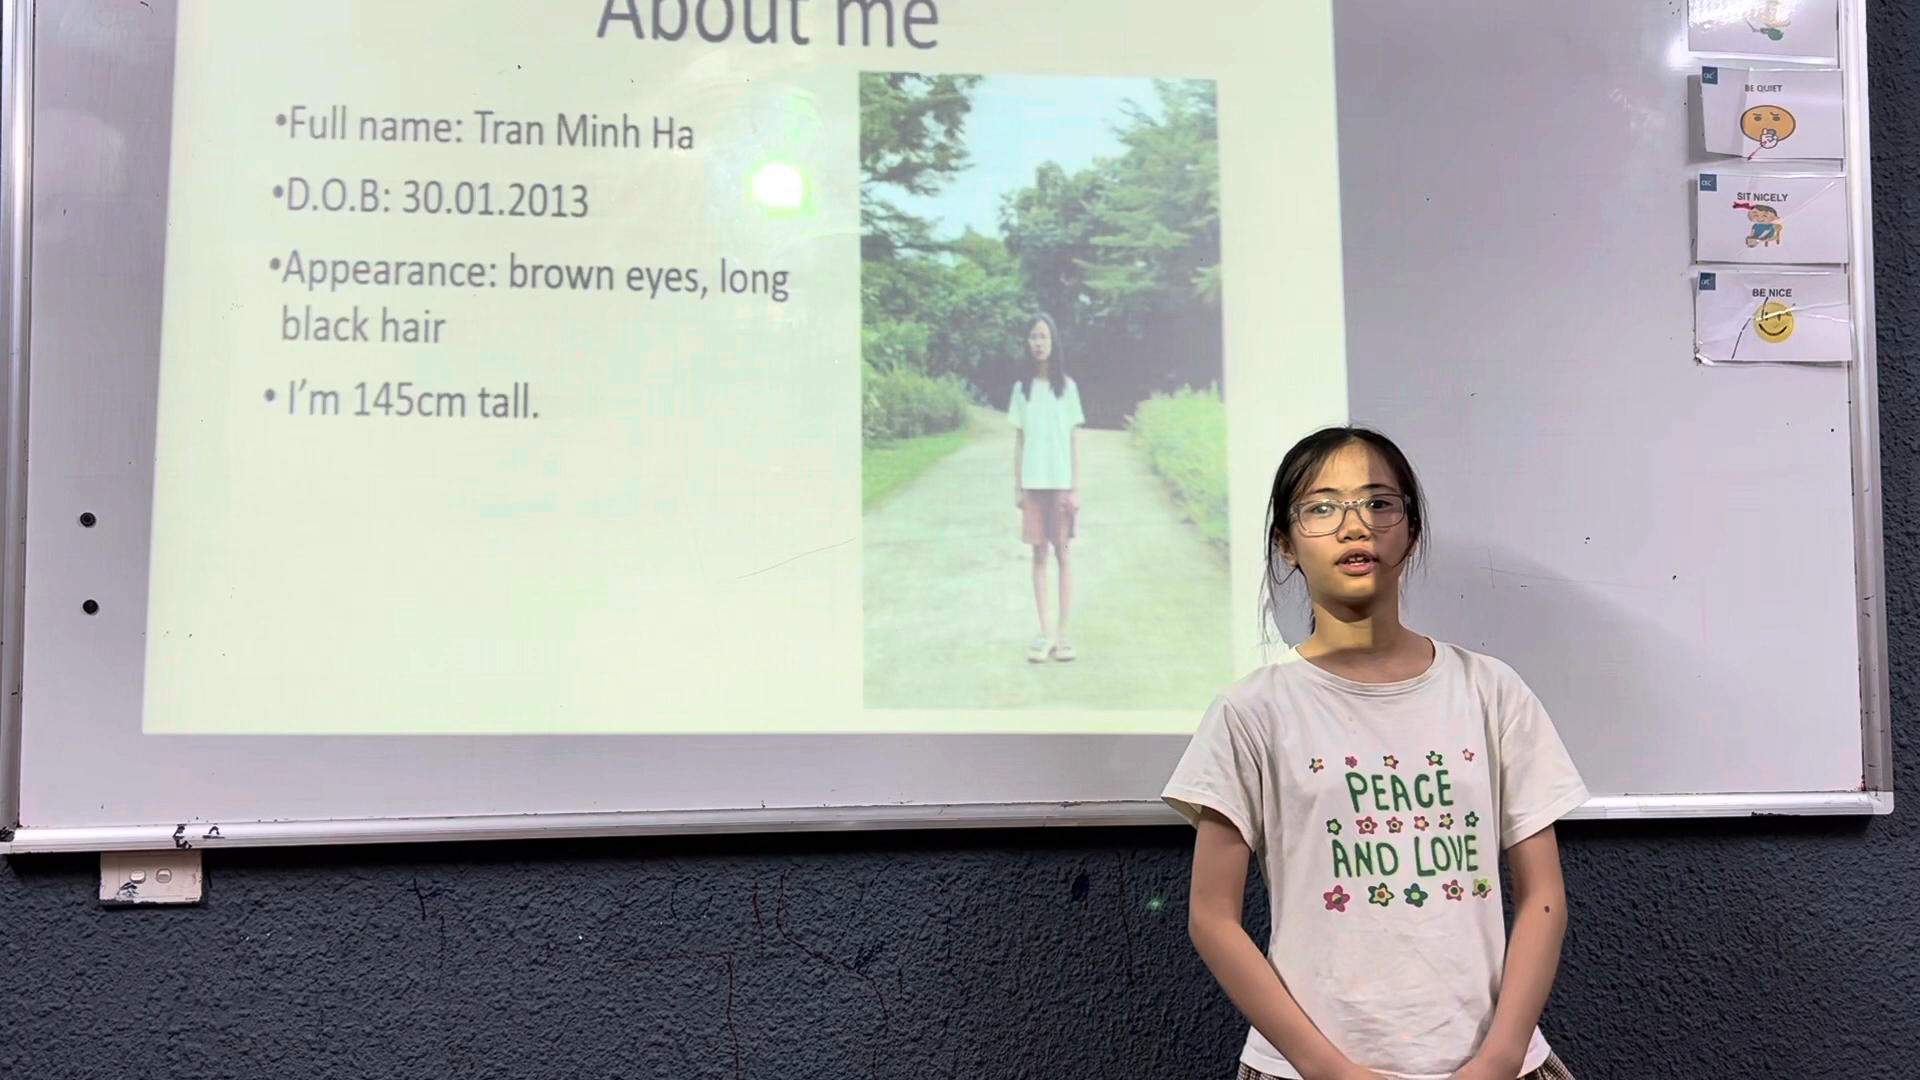 About me
•Full name: Tran Minh Ha
•D.O.B: 30.01.2013
•Appearance: brown eyes, long
black hair
• I’m 145cm tall.
BE QUIET
SIT NICELY
BE NICE
PEACE
AND LOVE